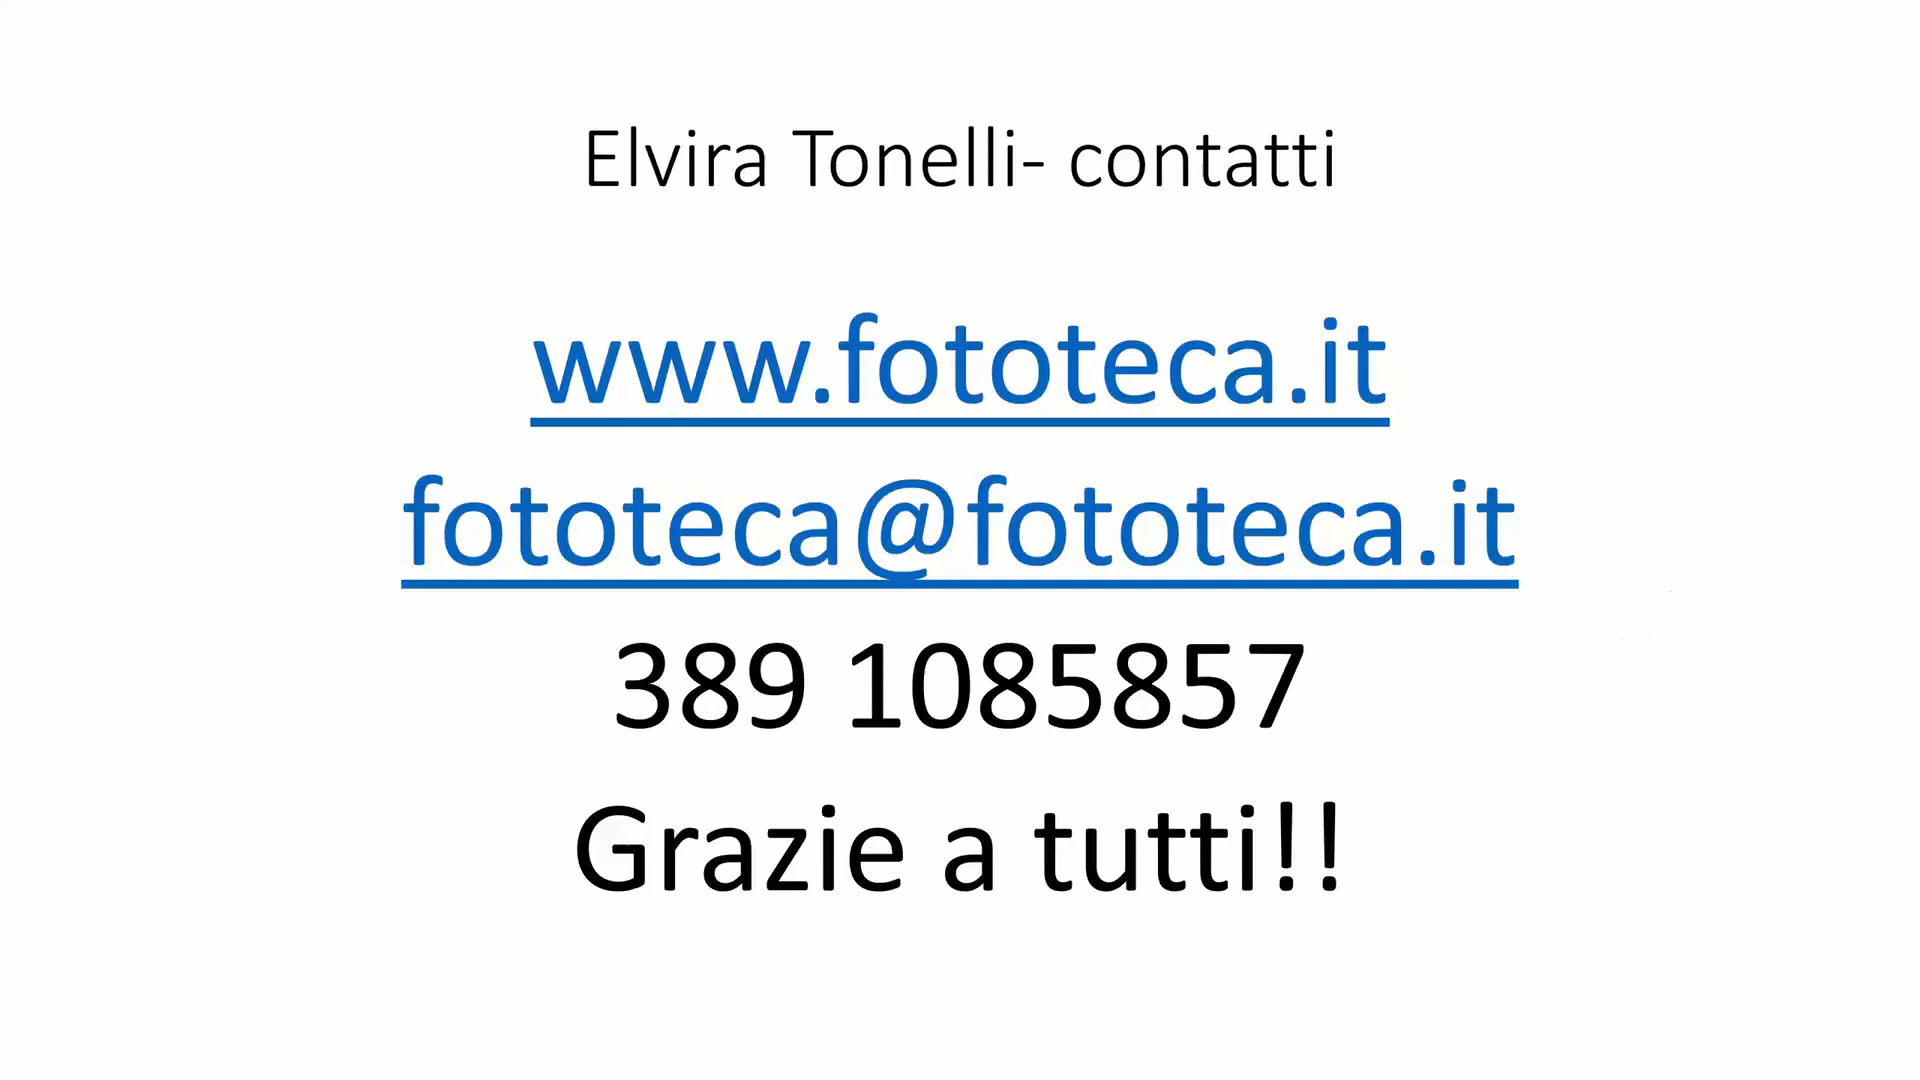 Elvira Tonelli- contatti
www.fototeca.it
fototeca@fototeca.it
389 1085857
Grazie a tutti!!